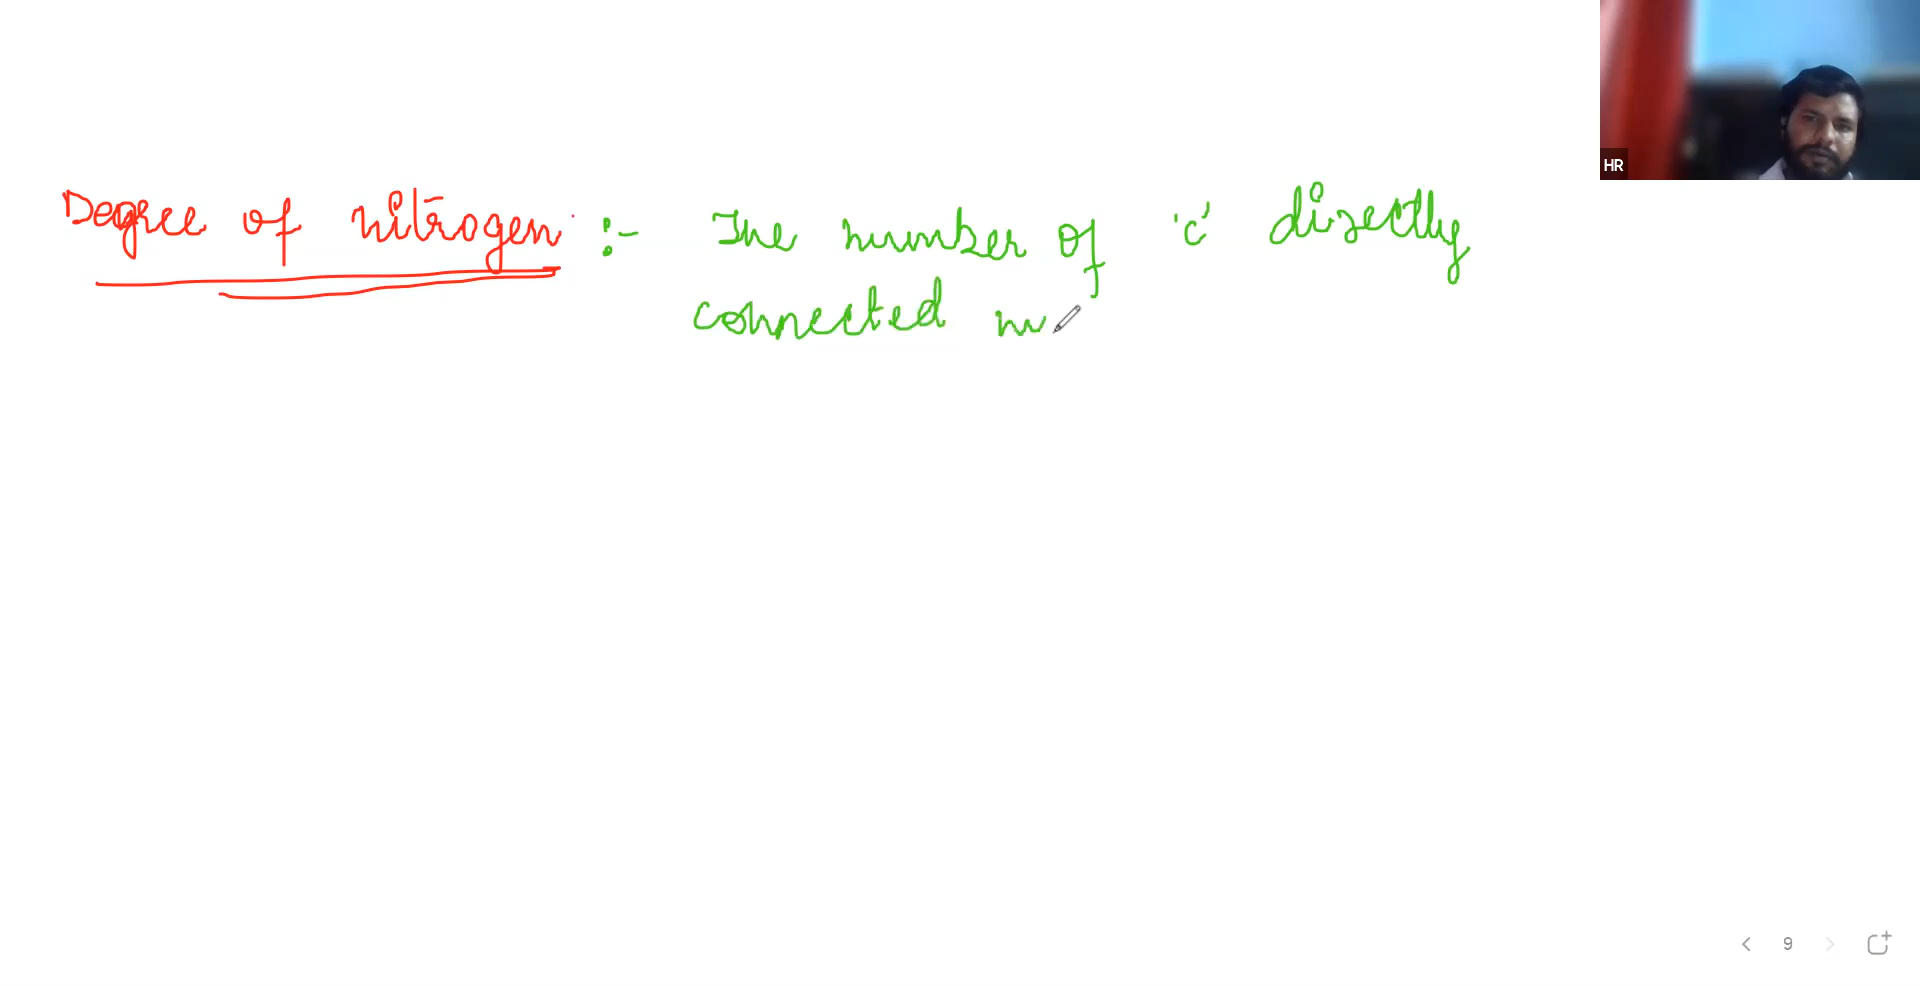 Degree of nitrogen :- The number of 'c' directly
connected
HR
9